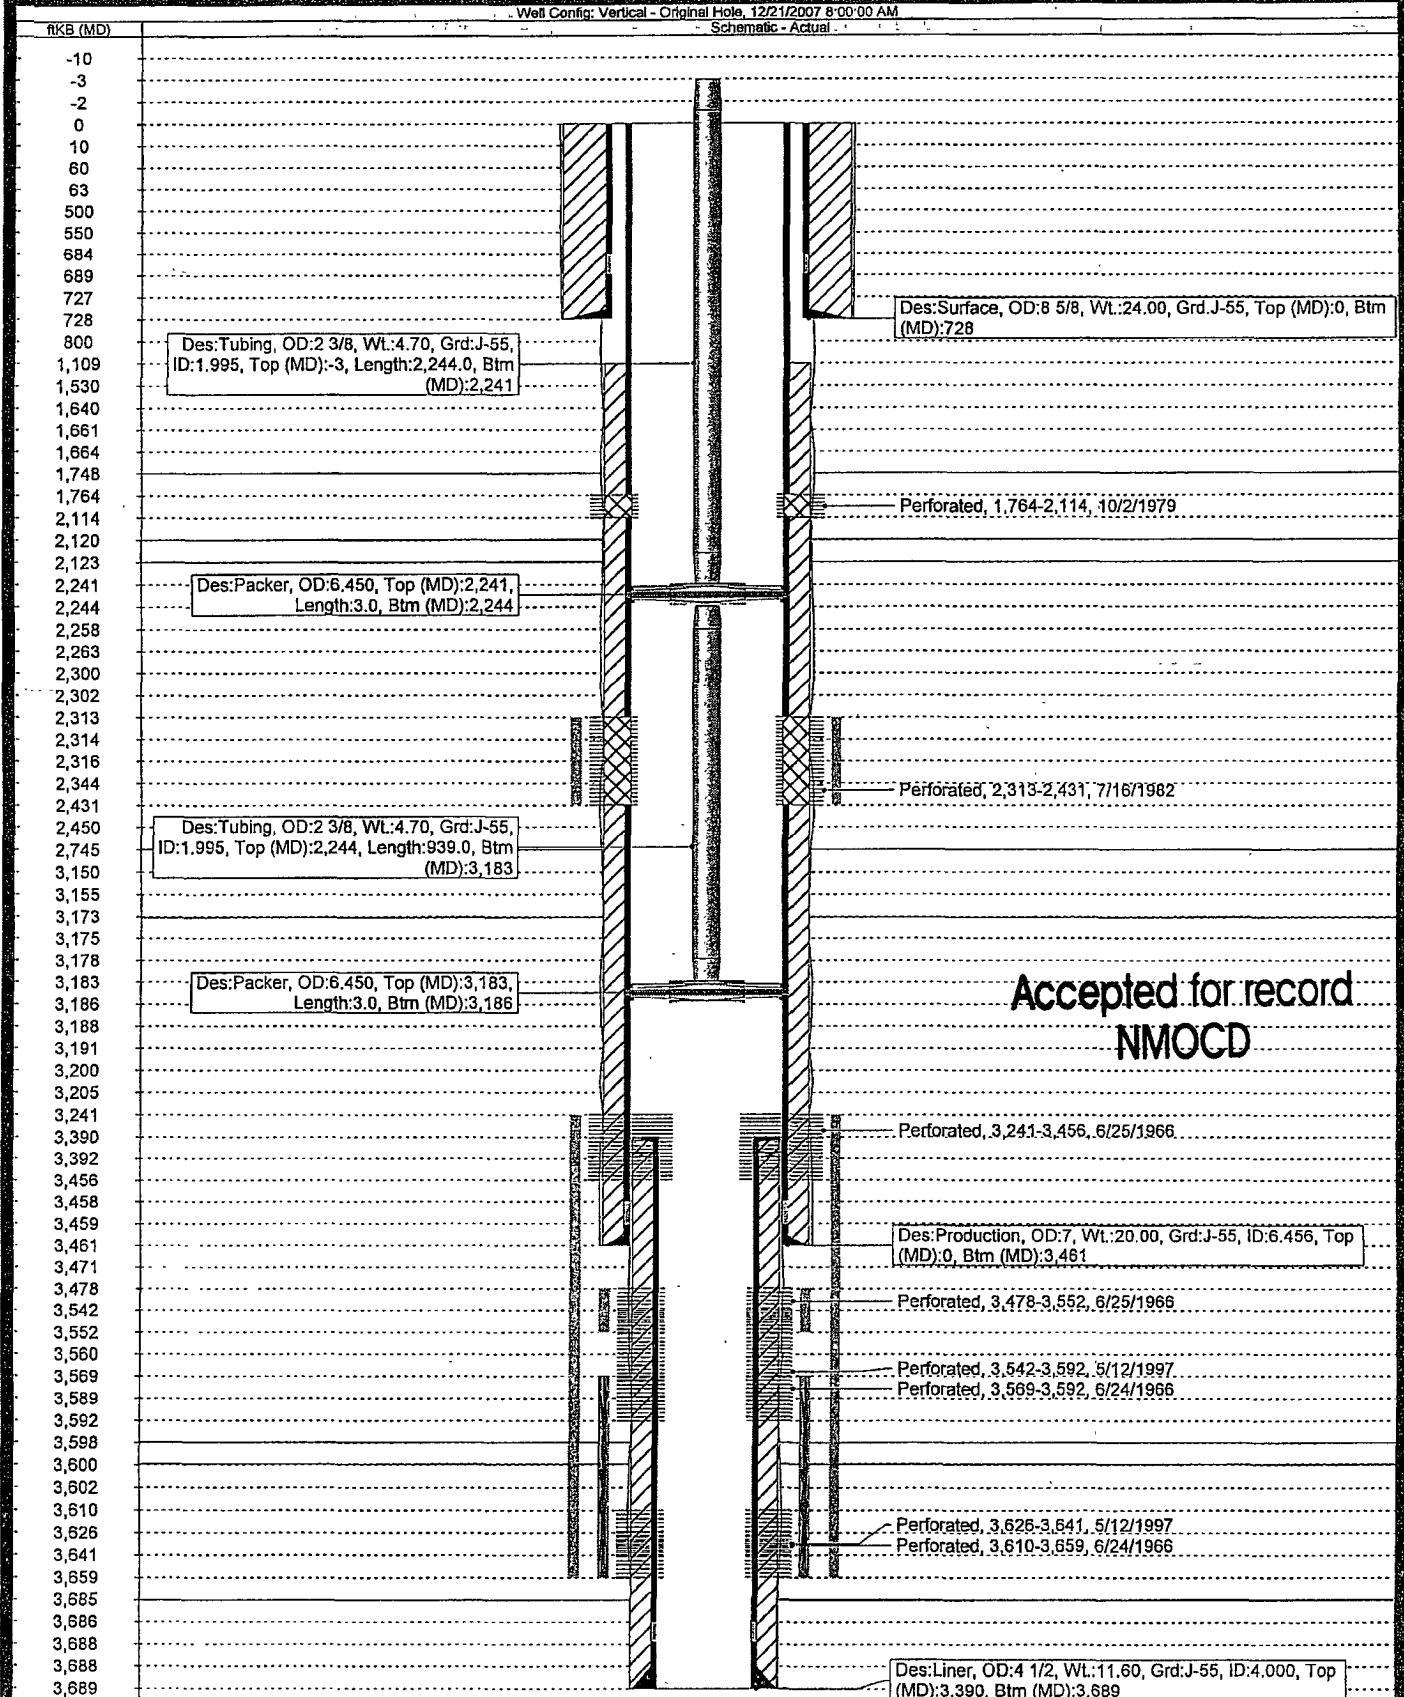 Well Config: Vertical - Original Hole, 12/21/2007 8:00:00 AM
ftKB (MD)
Schematic - Actual
-10
-3
-2
0
10
60
63
500
550
684
689
727
728
Des:Surface, OD:8 5/8, Wt.:24.00, Grd:J-55, Top (MD):0, Btm
(MD):728
800
Des:Tubing, OD:2 3/8, Wt.:4.70, Grd:J-55,
ID:1.995, Top (MD):-3, Length:2,244.0, Btm
(MD):2,241
1,109
1,530
1,640
1,661
1,664
1,748
1,764
Perforated, 1,764-2,114, 10/2/1979
2,114
2,120
2,123
2,241
Des:Packer, OD:6.450, Top (MD):2,241,
Length:3.0, Btm (MD):2,244
2,244
2,258
2,263
2,300
2,302
2,313
2,314
2,316
2,344
Perforated, 2,313-2,431, 7/16/1982
2,431
2,450
Des:Tubing, OD:2 3/8, Wt.:4.70, Grd:J-55,
ID:1.995, Top (MD):2,244, Length:939.0, Btm
(MD):3,183
2,745
3,150
3,155
3,173
3,175
3,178
3,183
Des:Packer, OD:6.450, Top (MD):3,183,
Length:3.0, Btm (MD):3,186
3,186
Accepted for record
NMOCD
3,188
3,191
3,200
3,205
3,241
Perforated, 3,241-3,456, 6/25/1966
3,390
3,392
3,456
3,458
3,459
3,461
Des:Production, OD:7, Wt.:20.00, Grd:J-55, ID:6.456, Top
(MD):0, Btm (MD):3,461
3,471
3,478
Perforated, 3,478-3,552, 6/25/1966
3,542
3,552
3,560
3,569
Perforated, 3,542-3,592, 5/12/1997
Perforated, 3,569-3,592, 6/24/1966
3,589
3,592
3,598
3,600
3,602
3,610
3,626
Perforated, 3,626-3,641, 5/12/1997
Perforated, 3,610-3,659, 6/24/1966
3,641
3,659
3,685
3,686
3,688
3,688
3,689
Des:Liner, OD:4 1/2, Wt.:11.60, Grd:J-55, ID:4.000, Top
(MD):3,390, Btm (MD):3,689